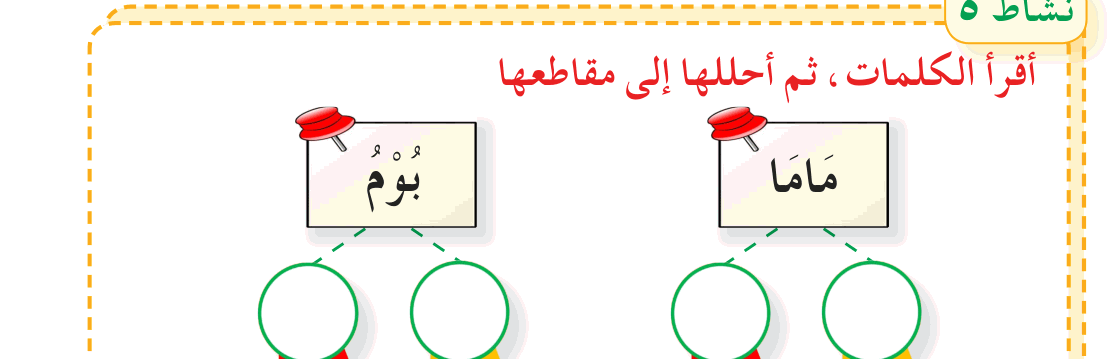 نشاط ٥
أقرأ الكلمات، ثم أحللها إلى مقاطعها
مَامَا
بُوْمُ